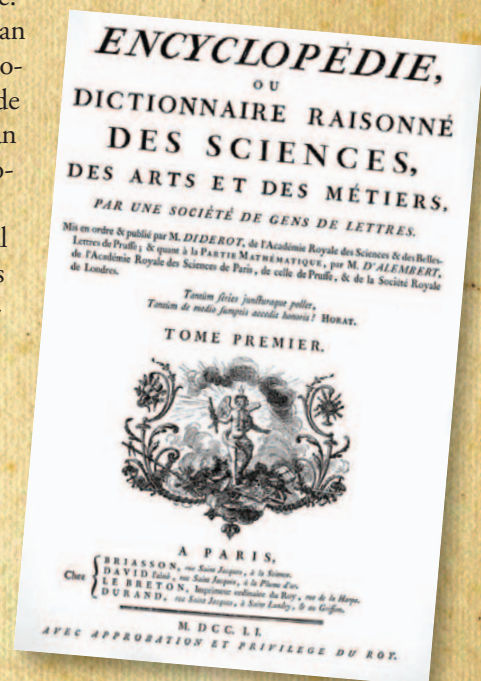 an
o-
de
an
o-
l
s
ENCYCLOPÉDIE,
OU
DICTIONNAIRE RAISONNÉ
DES SCIENCES,
DES ARTS ET DES MÉTIERS,
PAR UNE SOCIÉTÉ DE GENS DE LETTRES.
Mis en ordre & publié par M. DIDEROT, de l'Académie Royale des Sciences & des Belles-
Lettres de Prusse; & quant à la PARTIE MATHÉMATIQUE, par M. D'ALEMBERT,
de l'Académie Royale des Sciences de Paris, de celle de Prusse, & de la Société Royale
de Londres.
Tantùm series juncturaque pollet,
Tantùm de medio sumptis accedit honoris! HORAT.
TOME PREMIER.
A PARIS,
Chez
BRIASSON, rue Saint Jacques, à la Science.
DAVID l'aîné, rue Saint Jacques, à la Plume d'or.
LE BRETON, Imprimeur ordinaire du Roy, rue de la Harpe.
DURAND, rue Saint Jacques, à Saint Landry, & au Griffon.
M. DCC. LI.
AVEC APPROBATION ET PRIVILEGE DU ROY.